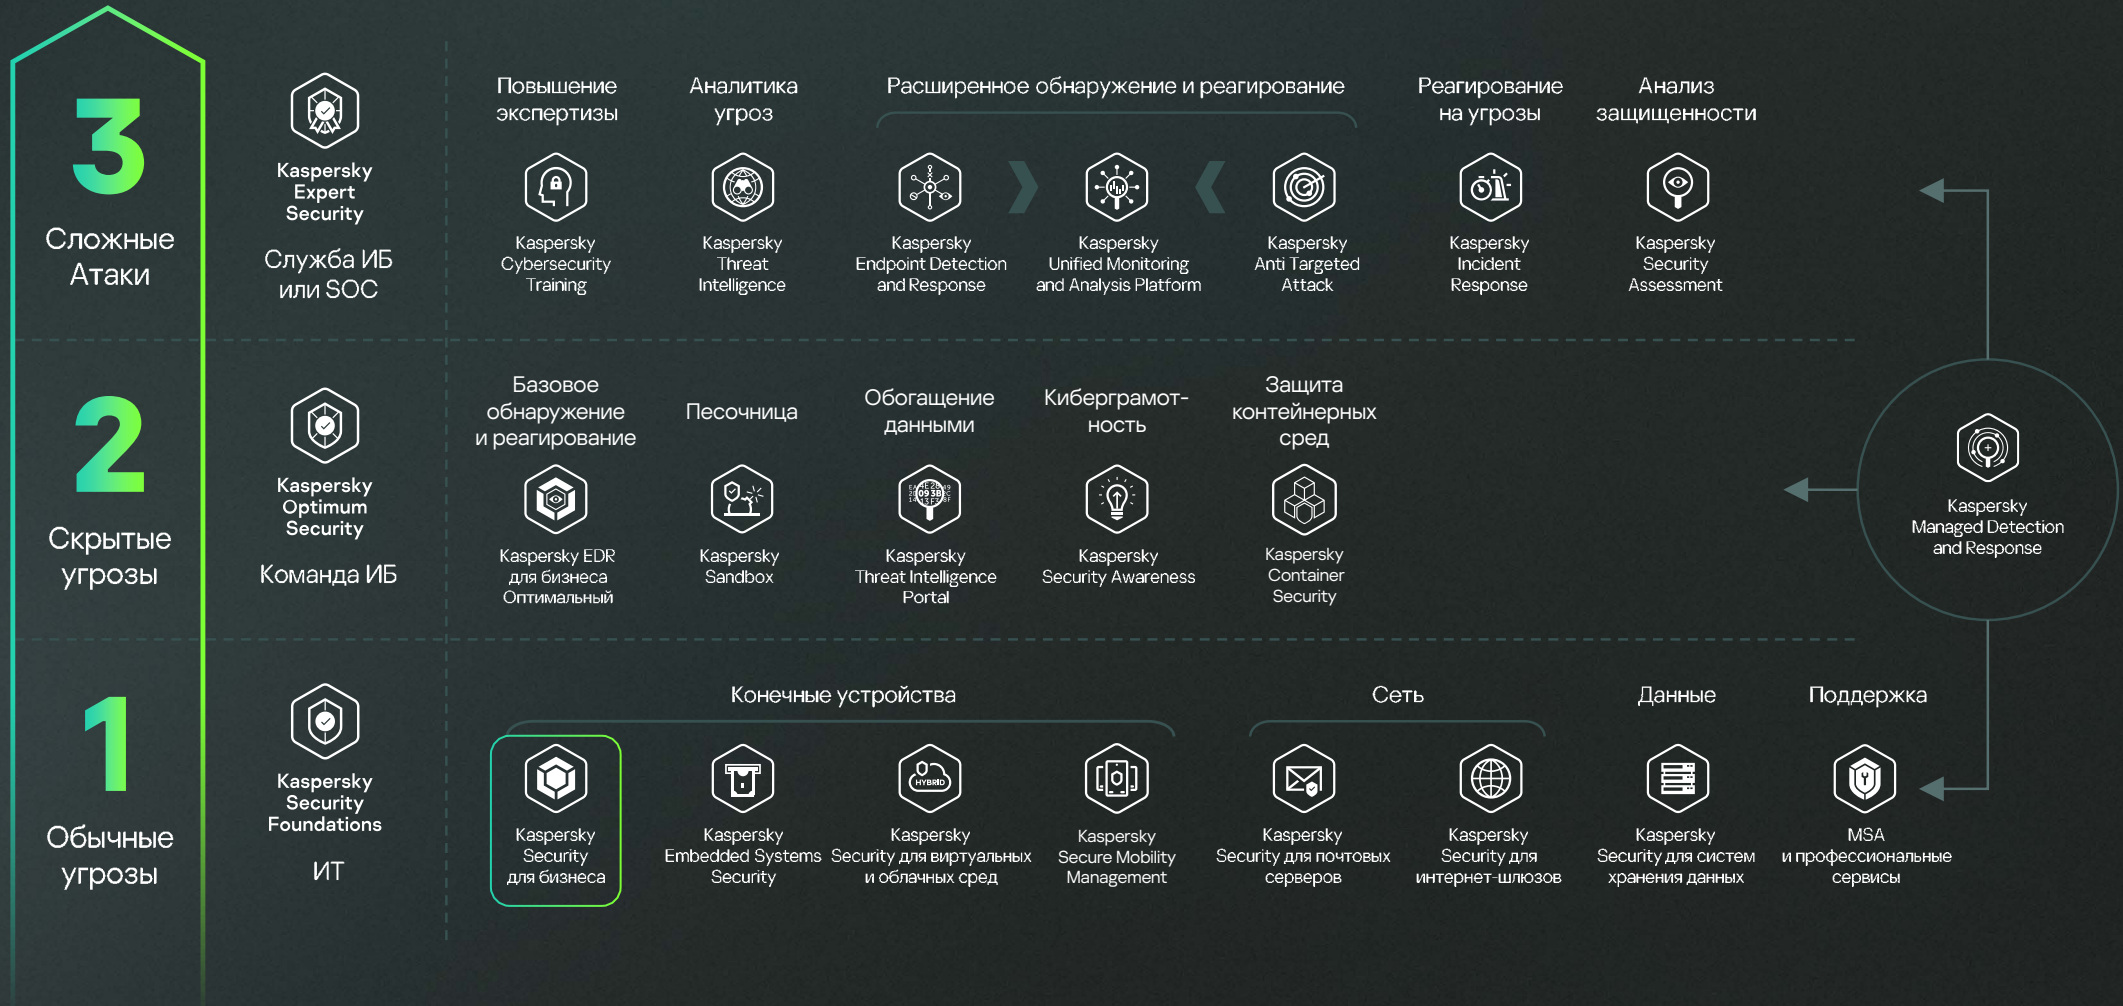 3
Сложные
Атаки
Kaspersky
Expert
Security
Служба ИБ
или SOC
Повышение
экспертизы
Kaspersky
Cybersecurity
Training
Аналитика
угроз
Kaspersky
Threat
Intelligence
Расширенное обнаружение и реагирование
Kaspersky
Endpoint Detection
and Response
Kaspersky
Unified Monitoring
and Analysis Platform
Kaspersky
Anti Targeted
Attack
Реагирование
на угрозы
Kaspersky
Incident
Response
Анализ
защищенности
Kaspersky
Security
Assessment
2
Скрытые
угрозы
Kaspersky
Optimum
Security
Команда ИБ
Базовое
обнаружение
и реагирование
Kaspersky EDR
для бизнеса
Оптимальный
Песочница
Kaspersky
Sandbox
Обогащение
данными
093B
Kaspersky
Threat Intelligence
Portal
Киберграмот-
ность
Kaspersky
Security Awareness
Защита
контейнерных
сред
Kaspersky
Container
Security
Kaspersky
Managed Detection
and Response
1
Обычные
угрозы
Kaspersky
Security
Foundations
ИТ
Конечные устройства
Kaspersky
Security
для бизнеса
Kaspersky
Embedded Systems
Security
HYBRID
Kaspersky
Security для виртуальных
и облачных сред
Kaspersky
Secure Mobility
Management
Сеть
Kaspersky
Security для почтовых
серверов
Kaspersky
Security для
интернет-шлюзов
Данные
Kaspersky
Security для систем
хранения данных
Поддержка
MSA
и профессиональные
сервисы